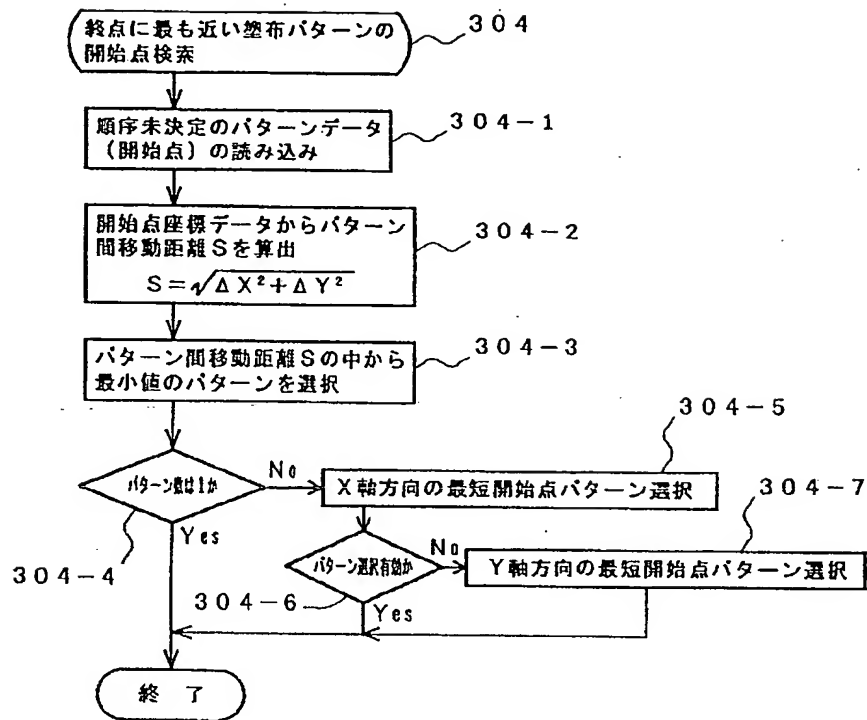 終点に最も近い塗布パターンの
開始点検索
304
順序未決定のパターンデータ
(開始点)の読み込み
304-1
開始点座標データからパターン
間移動距離Sを算出
S=√ΔX²+ΔY²
304-2
パターン間移動距離Sの中から
最小値のパターンを選択
304-3
パターン数は1か
No
Yes
304-4
X軸方向の最短開始点パターン選択
304-5
パターン選択有効か
No
Yes
304-6
Y軸方向の最短開始点パターン選択
304-7
終了